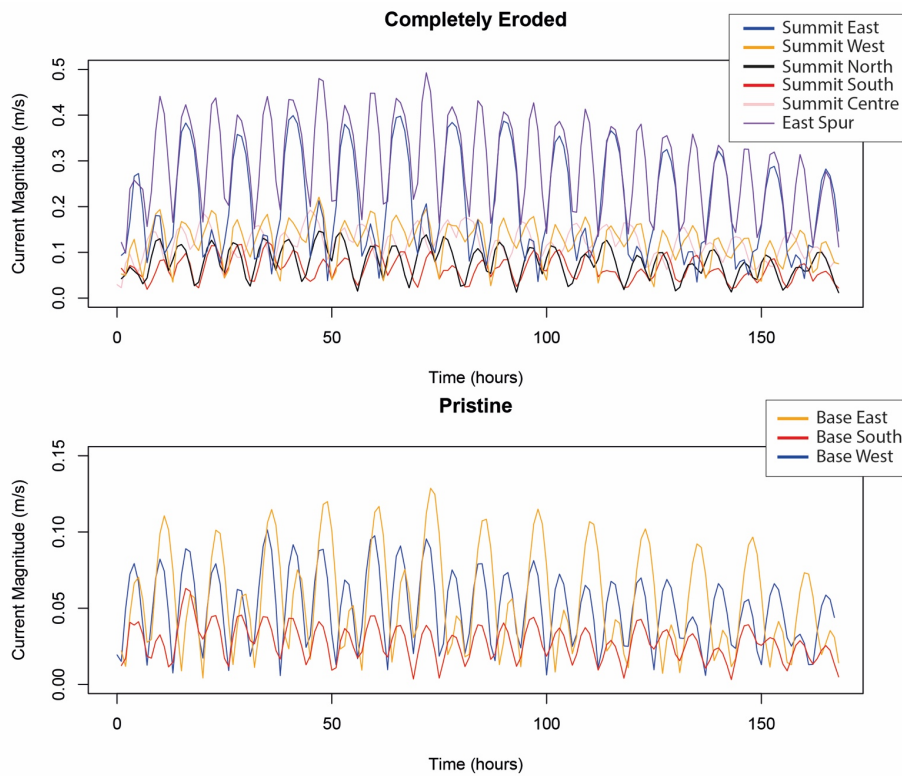 Completely Eroded
Summit East
Summit West
Summit North
Summit South
Summit Centre
East Spur
Current Magnitude (m/s)
0.5
0.4
0.3
0.2
0.1
0.0
0 50 100 150
Time (hours)
Pristine
Base East
Base South
Base West
Current Magnitude (m/s)
0.15
0.10
0.05
0.00
0 50 100 150
Time (hours)